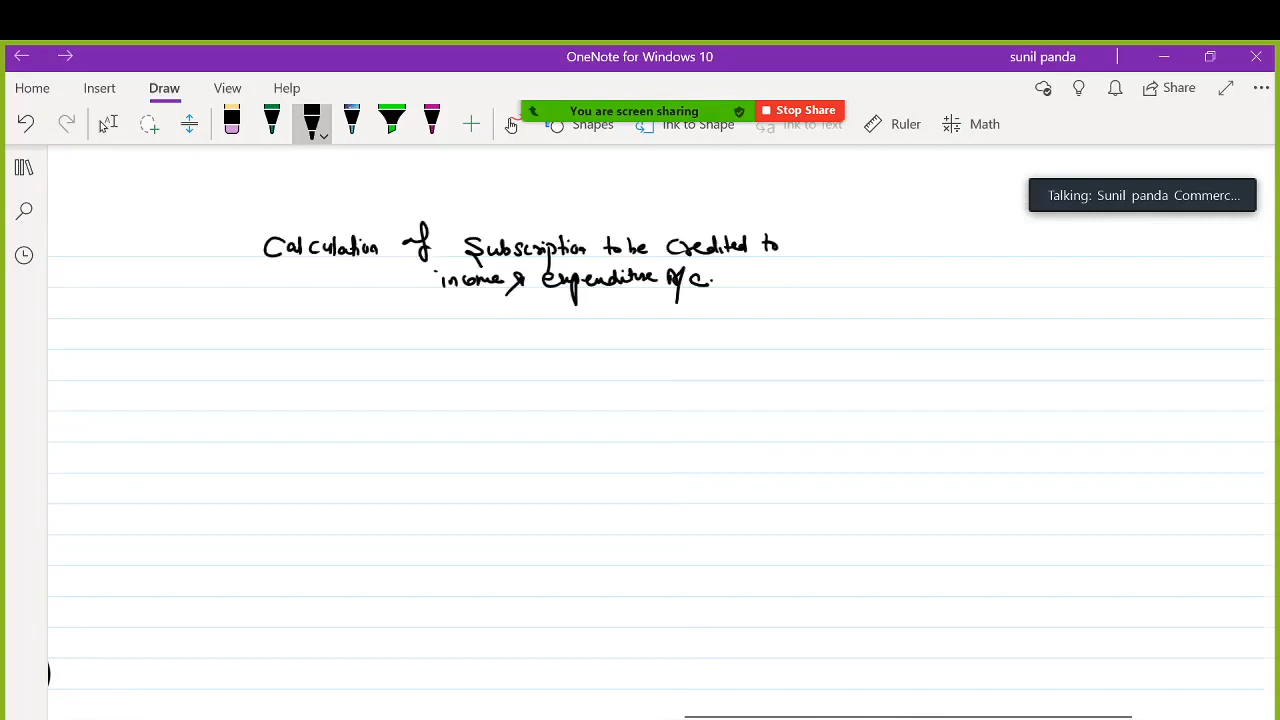 OneNote for Windows 10
sunil panda
Home
Insert
Draw
View
Help
Share
You are screen sharing
Stop Share
Shapes
Ink to Shape
Ink to Text
Ruler
Math
Talking: Sunil panda Commerc...
Calculation of Subscription to be Credited to
income & expenditure A/c.